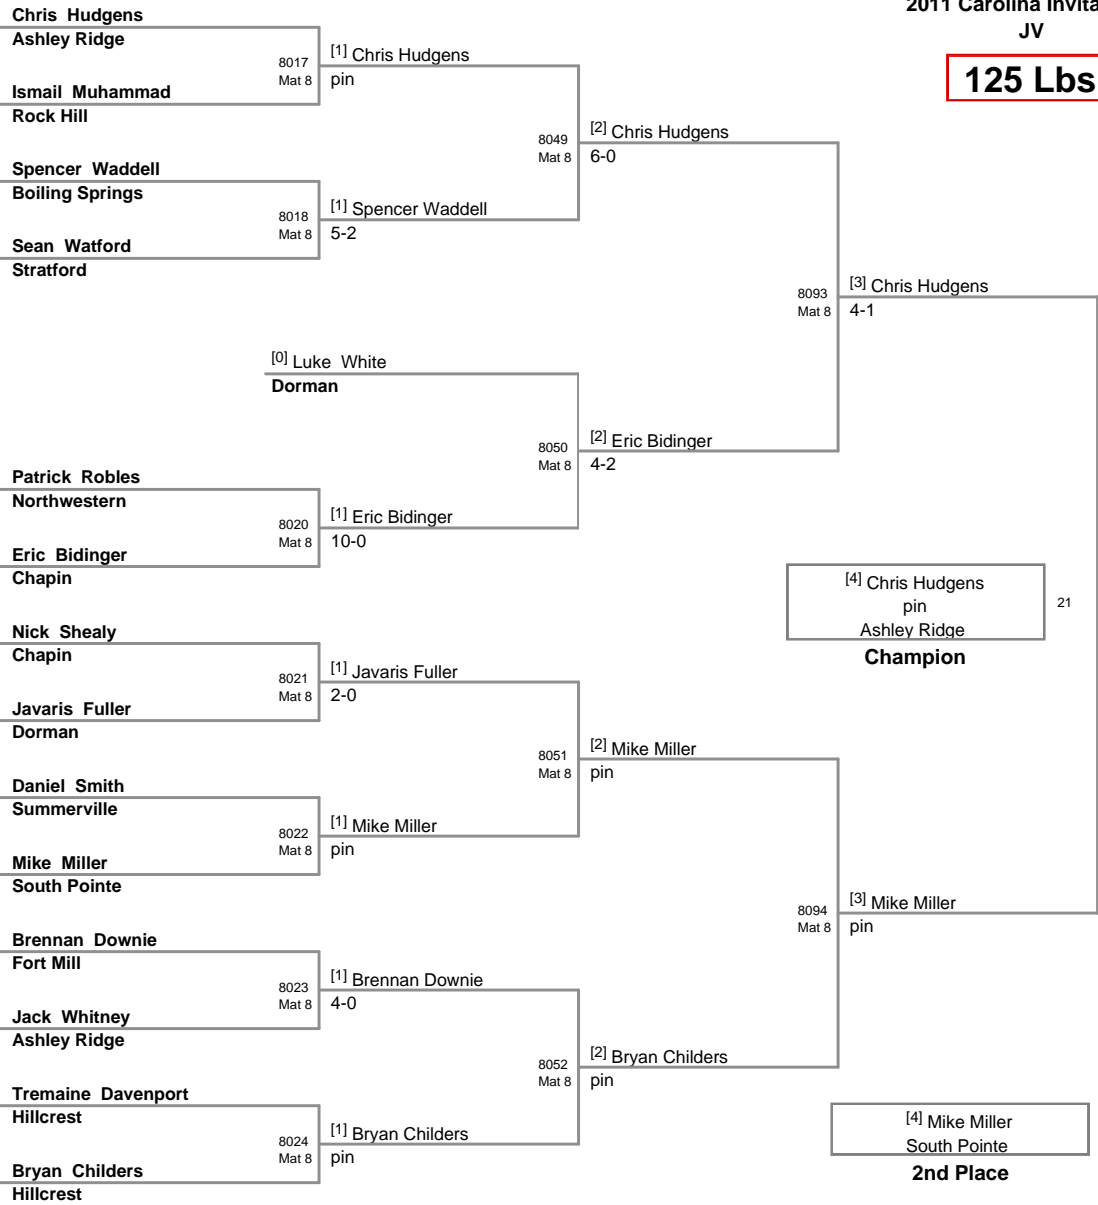 2011 Carolina Invita
JV
125 Lbs
Chris Hudgens
Ashley Ridge
8017
Mat 8
[1] Chris Hudgens
pin
Ismail Muhammad
Rock Hill
8049
Mat 8
[2] Chris Hudgens
6-0
Spencer Waddell
Boiling Springs
8018
Mat 8
[1] Spencer Waddell
5-2
Sean Watford
Stratford
8093
Mat 8
[3] Chris Hudgens
4-1
[0] Luke White
Dorman
8050
Mat 8
[2] Eric Bidinger
4-2
Patrick Robles
Northwestern
8020
Mat 8
[1] Eric Bidinger
10-0
Eric Bidinger
Chapin
[4] Chris Hudgens
pin
Ashley Ridge
21
Champion
Nick Shealy
Chapin
8021
Mat 8
[1] Javaris Fuller
2-0
Javaris Fuller
Dorman
8051
Mat 8
[2] Mike Miller
pin
Daniel Smith
Summerville
8022
Mat 8
[1] Mike Miller
pin
Mike Miller
South Pointe
8094
Mat 8
[3] Mike Miller
pin
Brennan Downie
Fort Mill
8023
Mat 8
[1] Brennan Downie
4-0
Jack Whitney
Ashley Ridge
8052
Mat 8
[2] Bryan Childers
pin
Tremaine Davenport
Hillcrest
8024
Mat 8
[1] Bryan Childers
pin
Bryan Childers
Hillcrest
[4] Mike Miller
South Pointe
2nd Place